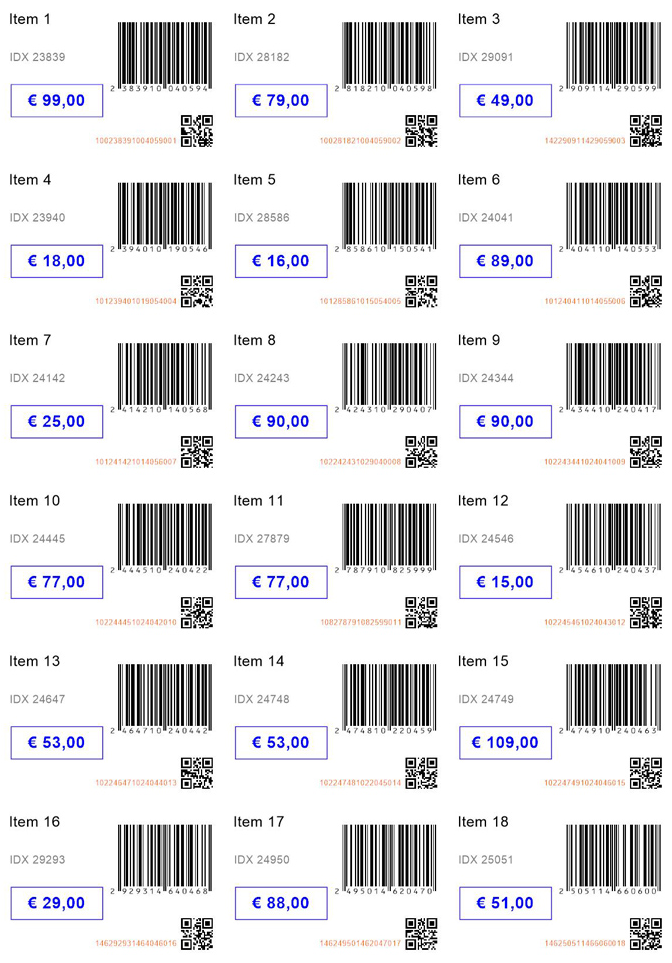 Item 1
IDX 23839
€ 99,00
2 383910 040594
100238391004059001
Item 2
IDX 28182
€ 79,00
2 818210 040598
100281821004059002
Item 3
IDX 29091
€ 49,00
2 909114 290599
142290911429059003
Item 4
IDX 23940
€ 18,00
2 394010 190546
101239401019054004
Item 5
IDX 28586
€ 16,00
2 858610 150541
101285861015054005
Item 6
IDX 24041
€ 89,00
2 404110 140553
101240411014055006
Item 7
IDX 24142
€ 25,00
2 414210 140568
101241421014056007
Item 8
IDX 24243
€ 90,00
2 424310 290407
102242431029040008
Item 9
IDX 24344
€ 90,00
2 434410 240417
102243441024041009
Item 10
IDX 24445
€ 77,00
2 444510 240422
102244451024042010
Item 11
IDX 27879
€ 77,00
2 787910 825999
108278791082599011
Item 12
IDX 24546
€ 15,00
2 454610 240437
102245461024043012
Item 13
IDX 24647
€ 53,00
2 464710 240442
102246471024044013
Item 14
IDX 24748
€ 53,00
2 474810 220459
102247481022045014
Item 15
IDX 24749
€ 109,00
2 474910 240463
102247491024046015
Item 16
IDX 29293
€ 29,00
2 929314 640468
146292931464046016
Item 17
IDX 24950
€ 88,00
2 495014 620470
146249501462047017
Item 18
IDX 25051
€ 51,00
2 505114 660600
146250511466060018